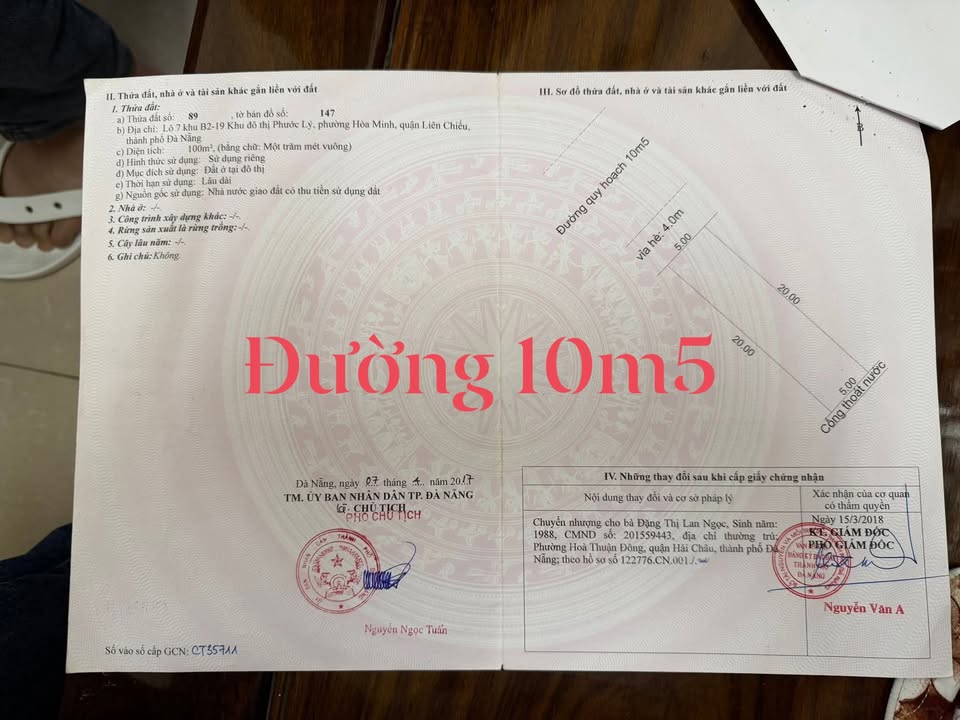 II. Thửa đất, nhà ở và tài sản khác gắn liền với đất
1. Thửa đất:
a) Thửa đất số: 89 , tờ bản đồ số: 147
b) Địa chỉ: Lô 7 khu B2-19 Khu đô thị Phước Lý, phường Hòa Minh, quận Liên Chiểu,
thành phố Đà Nẵng
c) Diện tích: 100m², (bằng chữ: Một trăm mét vuông)
d) Hình thức sử dụng: Sử dụng riêng
đ) Mục đích sử dụng: Đất ở tại đô thị
e) Thời hạn sử dụng: Lâu dài
g) Nguồn gốc sử dụng: Nhà nước giao đất có thu tiền sử dụng đất
2. Nhà ở: -/-
3. Công trình xây dựng khác: -/-
4. Rừng sản xuất là rừng trồng:-/-
5. Cây lâu năm: -/-
6. Ghi chú: Không.
III. Sơ đồ thửa đất, nhà ở và tài sản khác gắn liền với đất
B
Đường quy hoạch 10m5
vỉa hè: 4.0m
5.00
20.00
20.00
5.00
Cống thoát nước
Đường 10m5
Đà Nẵng, ngày 07 tháng 4 năm 2017
TM. ỦY BAN NHÂN DÂN TP. ĐÀ NẴNG
CHỦ TỊCH
PHÓ CHỦ TỊCH
Nguyễn Ngọc Tuấn
Số vào sổ cấp GCN: CT35711
IV. Những thay đổi sau khi cấp giấy chứng nhận
Nội dung thay đổi và cơ sở pháp lý
Xác nhận của cơ quan
có thẩm quyền
Chuyển nhượng cho bà Đặng Thị Lan Ngọc, Sinh năm:
1988, CMND số: 201559443, địa chỉ thường trú:
Phường Hoà Thuận Đông, quận Hải Châu, thành phố Đà
Nẵng; theo hồ sơ số 122776.CN.001./.
Ngày 15/3/2018
KT. GIÁM ĐỐC
PHÓ GIÁM ĐỐC
Nguyễn Văn A